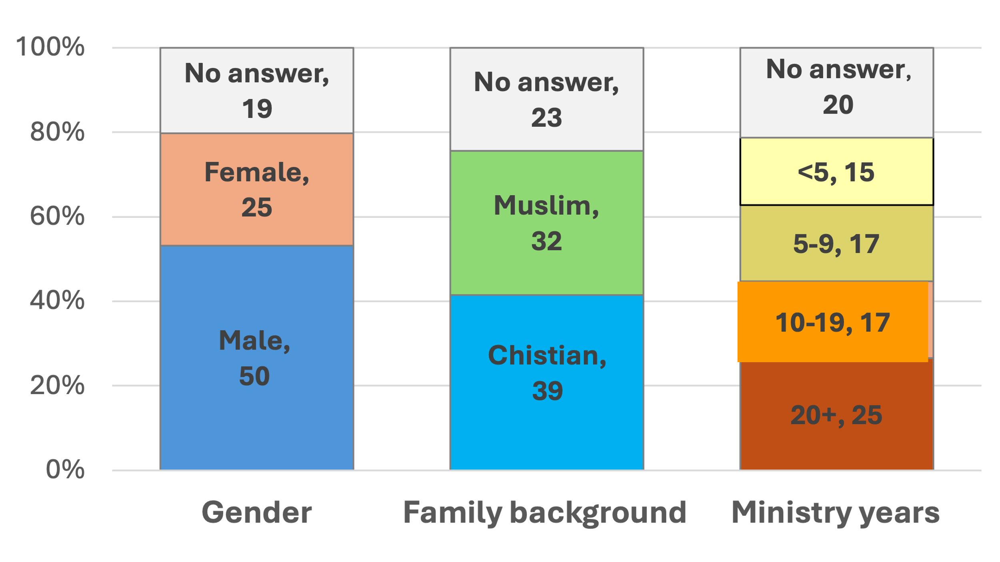 100%
80%
60%
40%
20%
0%
No answer,
19
Female,
25
Male,
50
No answer,
23
Muslim,
32
Chistian,
39
No answer,
20
<5, 15
5-9, 17
10-19, 17
20+, 25
Gender
Family background
Ministry years